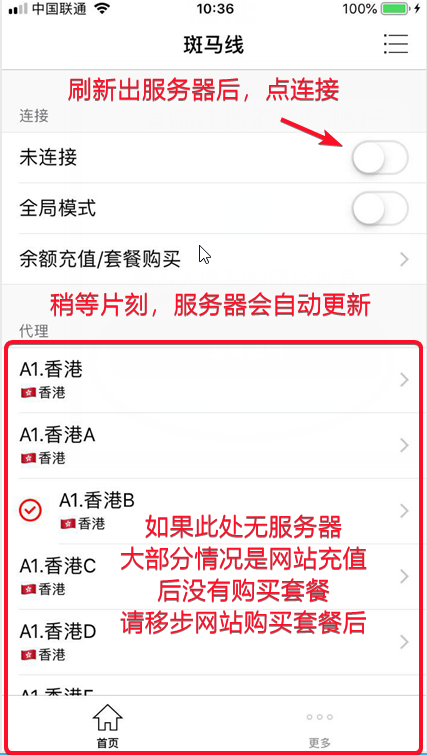 中国联通 10:36 100%
斑马线
刷新出服务器后，点连接
连接
未连接
全局模式
余额充值/套餐购买
稍等片刻，服务器会自动更新
代理
A1.香港
香港
A1.香港A
香港
A1.香港B
香港
如果此处无服务器
大部分情况是网站充值
A1.香港C
香港
后没有购买套餐
请移步网站购买套餐后
A1.香港D
香港
首页 更多